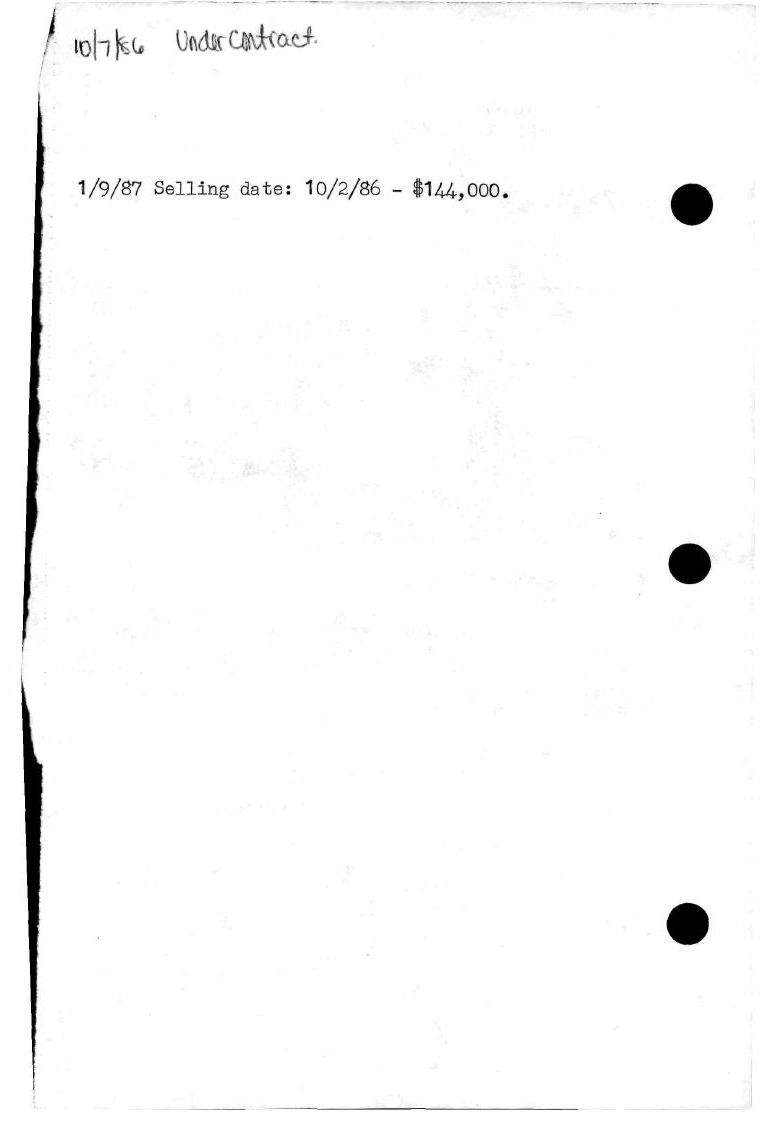 10/7/86 Under Contract.
1/9/87 Selling date: 10/2/86 - $144,000.